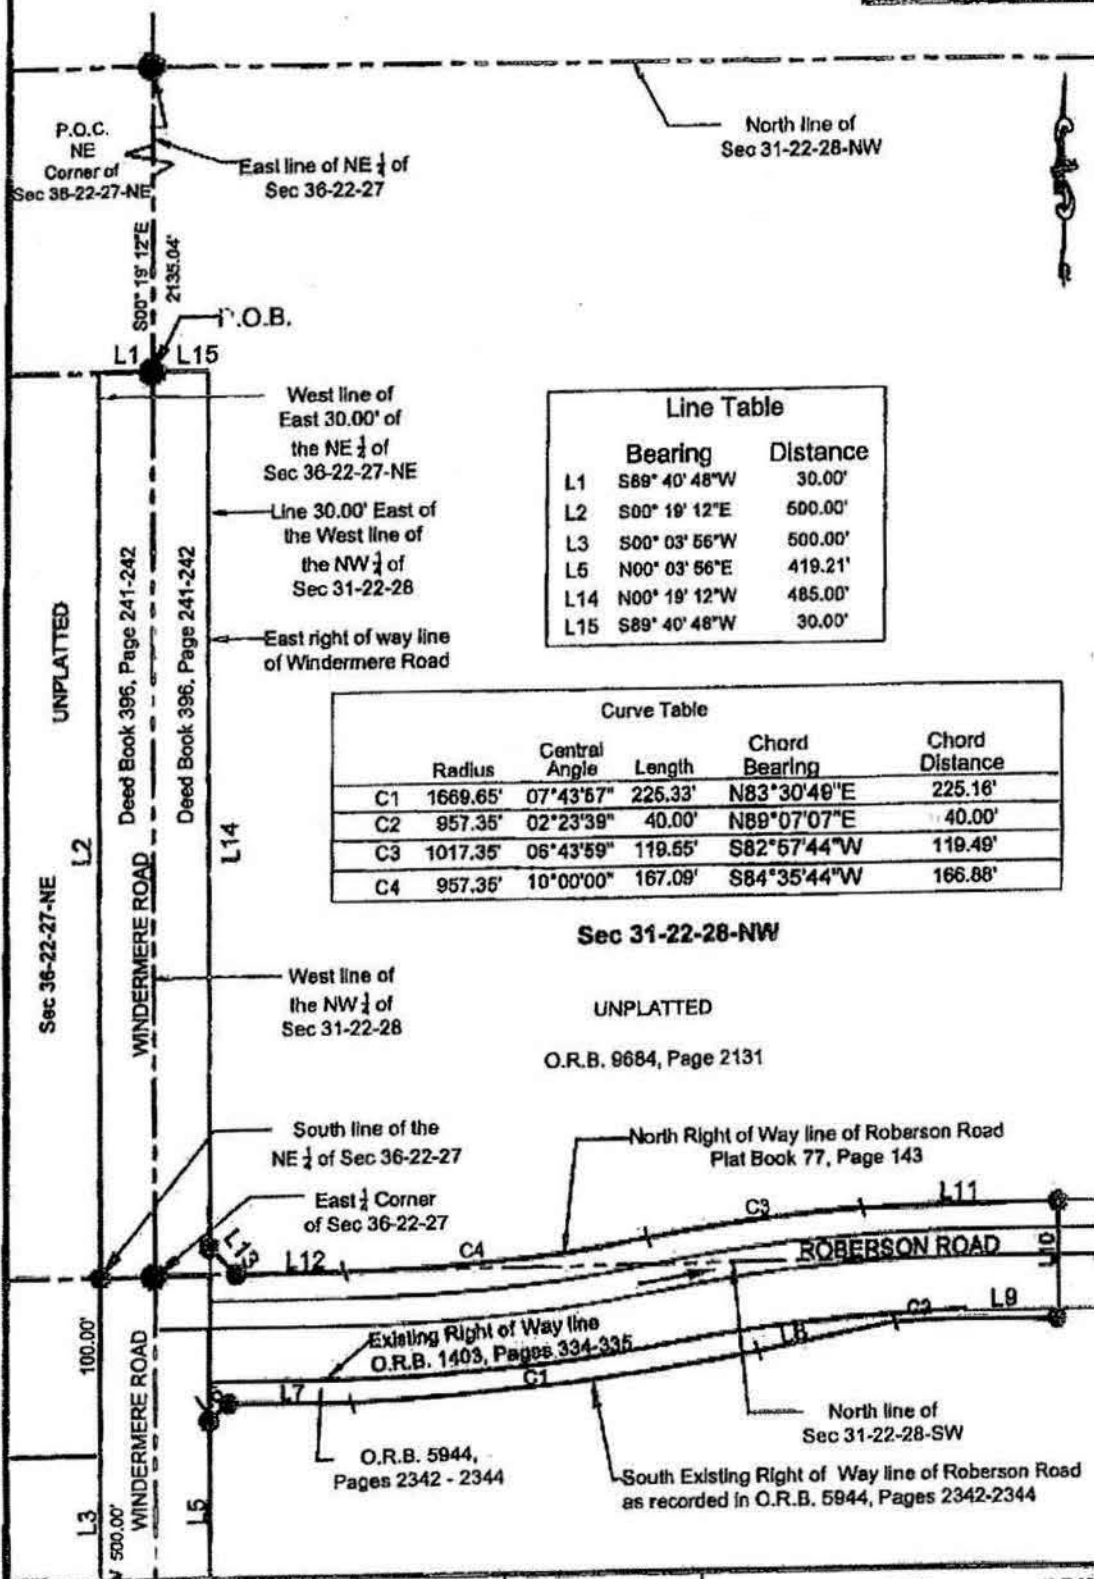 P.O.C.
NE
Corner of
Sec 36-22-27-NE
East line of NE ¼ of
Sec 36-22-27
North line of
Sec 31-22-28-NW
S00° 19' 12"E
2135.04'
P.O.B.
L1
L15
West line of
East 30.00' of
the NE ¼ of
Sec 36-22-27-NE
Line 30.00' East of
the West line of
the NW ¼ of
Sec 31-22-28
East right of way line
of Windermere Road
Line Table
Bearing Distance
L1 S89° 40' 48"W 30.00'
L2 S00° 19' 12"E 500.00'
L3 S00° 03' 56"W 500.00'
L5 N00° 03' 56"E 419.21'
L14 N00° 19' 12"W 485.00'
L15 S89° 40' 48"W 30.00'
UNPLATTED
Deed Book 396, Page 241-242
Deed Book 396, Page 241-242
L2
L14
Sec 36-22-27-NE
WINDERMERE ROAD
Curve Table
Radius Central Angle Length Chord Bearing Chord Distance
C1 1669.65' 07°43'57" 225.33' N83°30'49"E 225.16'
C2 957.35' 02°23'39" 40.00' N89°07'07"E 40.00'
C3 1017.35' 06°43'59" 119.55' S82°57'44"W 119.49'
C4 957.35' 10°00'00" 167.09' S84°35'44"W 166.88'
Sec 31-22-28-NW
West line of
the NW ¼ of
Sec 31-22-28
UNPLATTED
O.R.B. 9684, Page 2131
South line of the
NE ¼ of Sec 36-22-27
East ¼ Corner
of Sec 36-22-27
North Right of Way line of Roberson Road
Plat Book 77, Page 143
L13
L12
C4
C3
L11
ROBERSON ROAD
L10
L9
C2
L8
C1
L7
Existing Right of Way line
O.R.B. 1403, Pages 334-335
100.00'
WINDERMERE ROAD
O.R.B. 5944,
Pages 2342 - 2344
North line of
Sec 31-22-28-SW
South Existing Right of Way line of Roberson Road
as recorded in O.R.B. 5944, Pages 2342-2344
L3
500.00'
L5